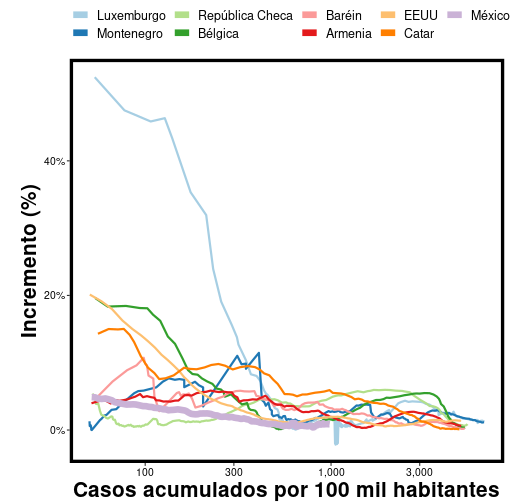 Luxemburgo República Checa Baréin EEUU México
Montenegro Bélgica Armenia Catar
Incremento (%)
40%
20%
0%
100 300 1,000 3,000
Casos acumulados por 100 mil habitantes